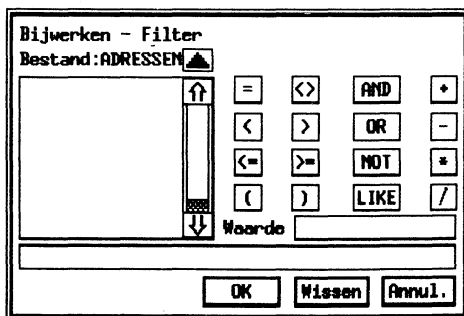 Bijwerken - Filter
Bestand:ADRESSEN
= <> AND +
< > OR -
<= >= NOT *
( ) LIKE /
Waarde
OK Wissen Annul.